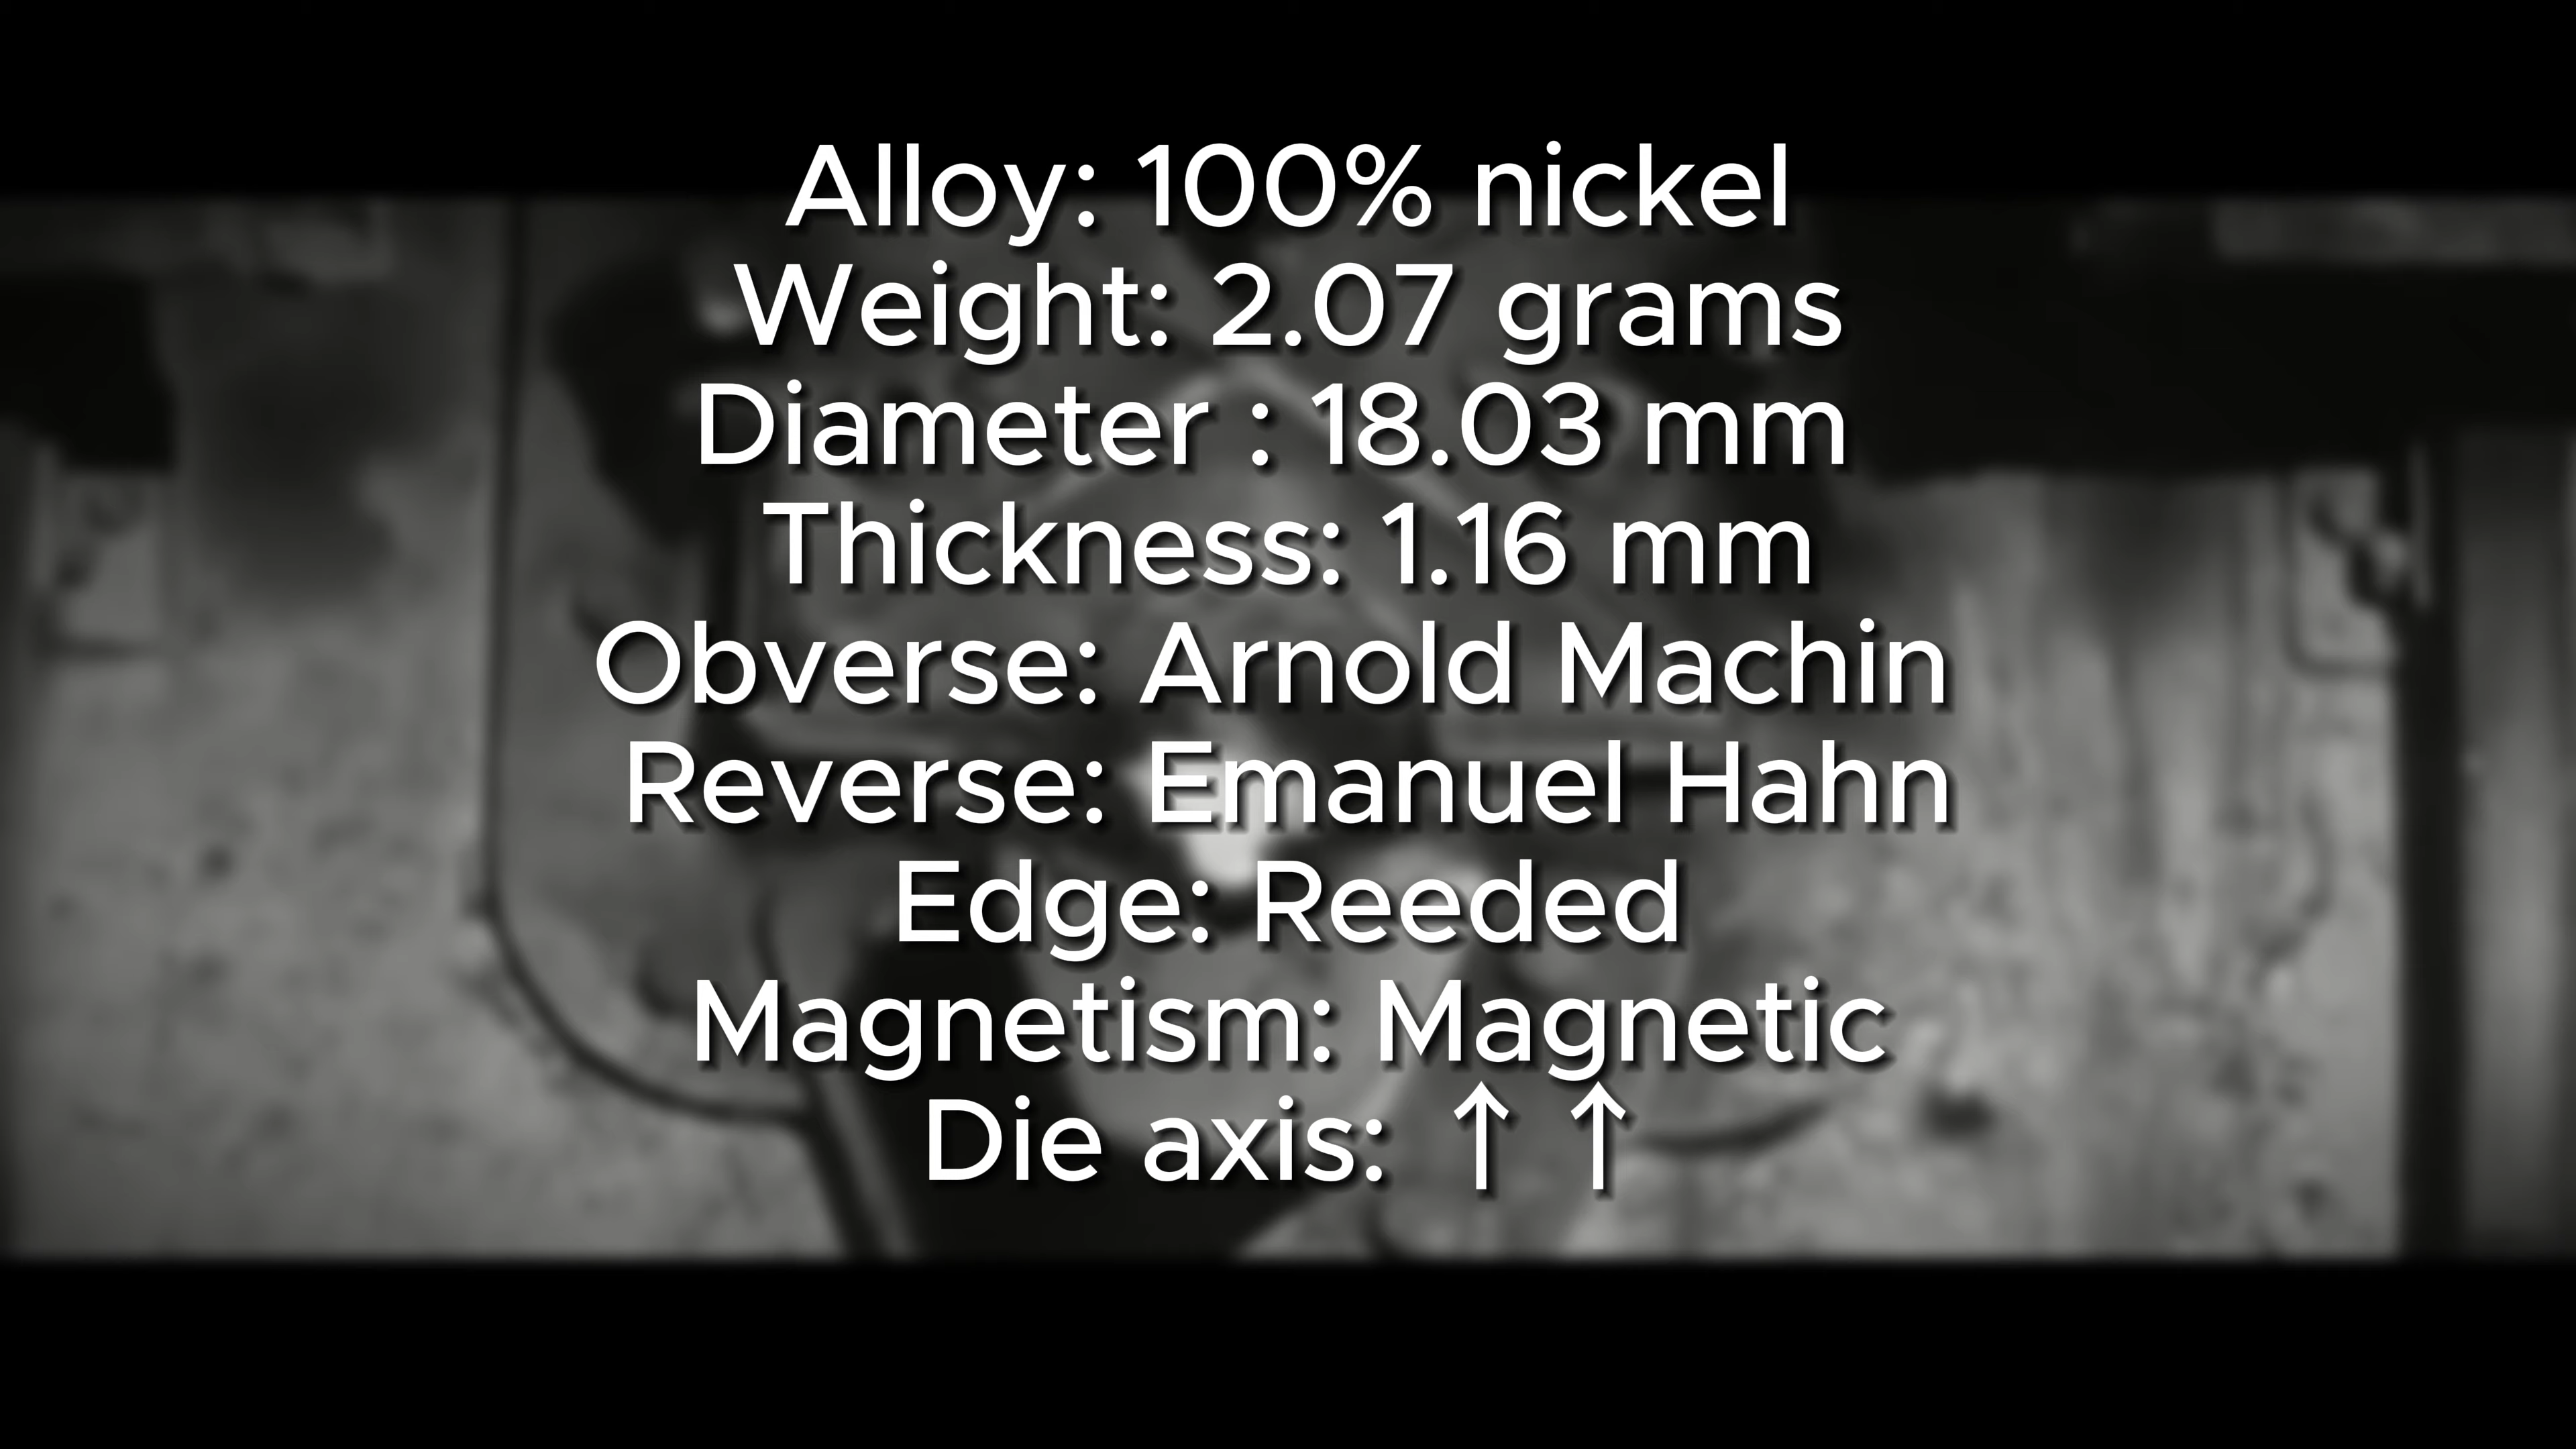 Alloy: 100% nickel
Weight: 2.07 grams
Diameter : 18.03 mm
Thickness: 1.16 mm
Obverse: Arnold Machin
Reverse: Emanuel Hahn
Edge: Reeded
Magnetism: Magnetic
Die axis: ↑ ↑